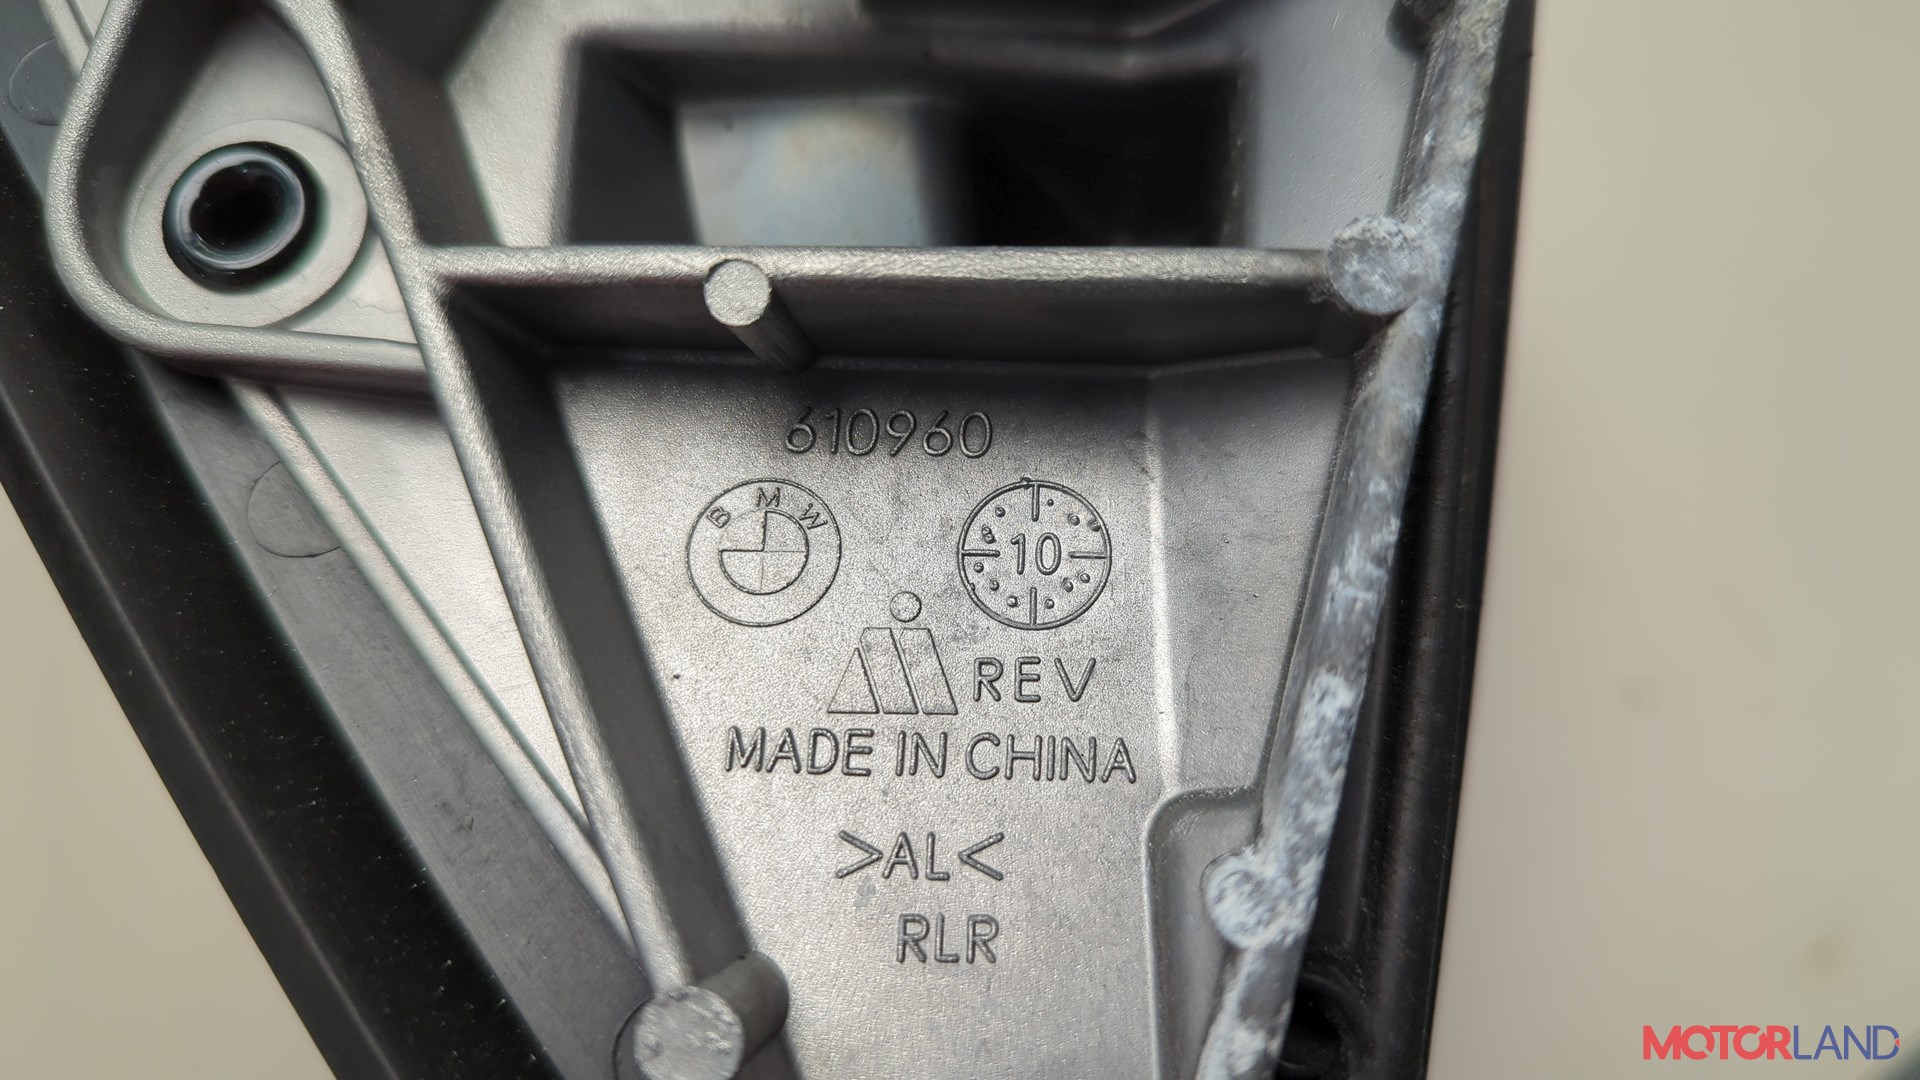 610960
BMW
10
REV
MADE IN CHINA
>AL<
RLR
MOTORLAND